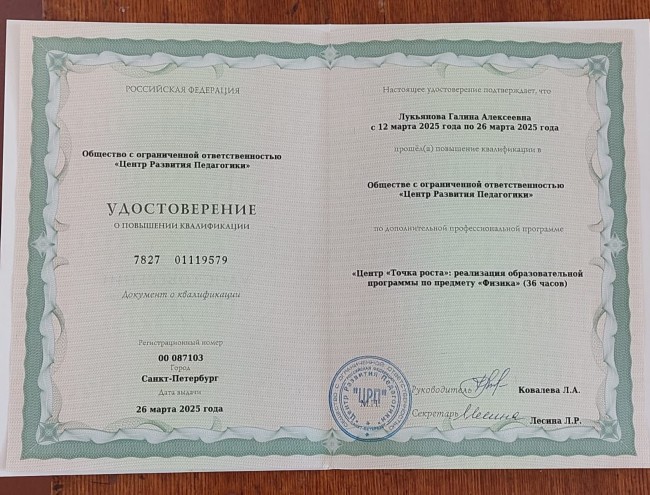 РОССИЙСКАЯ ФЕДЕРАЦИЯ
Общество с ограниченной ответственностью
«Центр Развития Педагогики»
УДОСТОВЕРЕНИЕ
О ПОВЫШЕНИИ КВАЛИФИКАЦИИ
7827 01119579
Документ о квалификации
Регистрационный номер
00 087103
Город
Санкт-Петербург
Дата выдачи
26 марта 2025 года
Настоящее удостоверение подтверждает, что
Лукьянова Галина Алексеевна
с 12 марта 2025 года по 26 марта 2025 года
прошёл(а) повышение квалификации в
Обществе с ограниченной ответственностью
«Центр Развития Педагогики»
по дополнительной профессиональной программе
«Центр «Точка роста»: реализация образовательной
программы по предмету «Физика» (36 часов)
"ЦРП"
М.П.
Руководитель Ковалева Л.А.
Секретарь Лесина Л.Р.